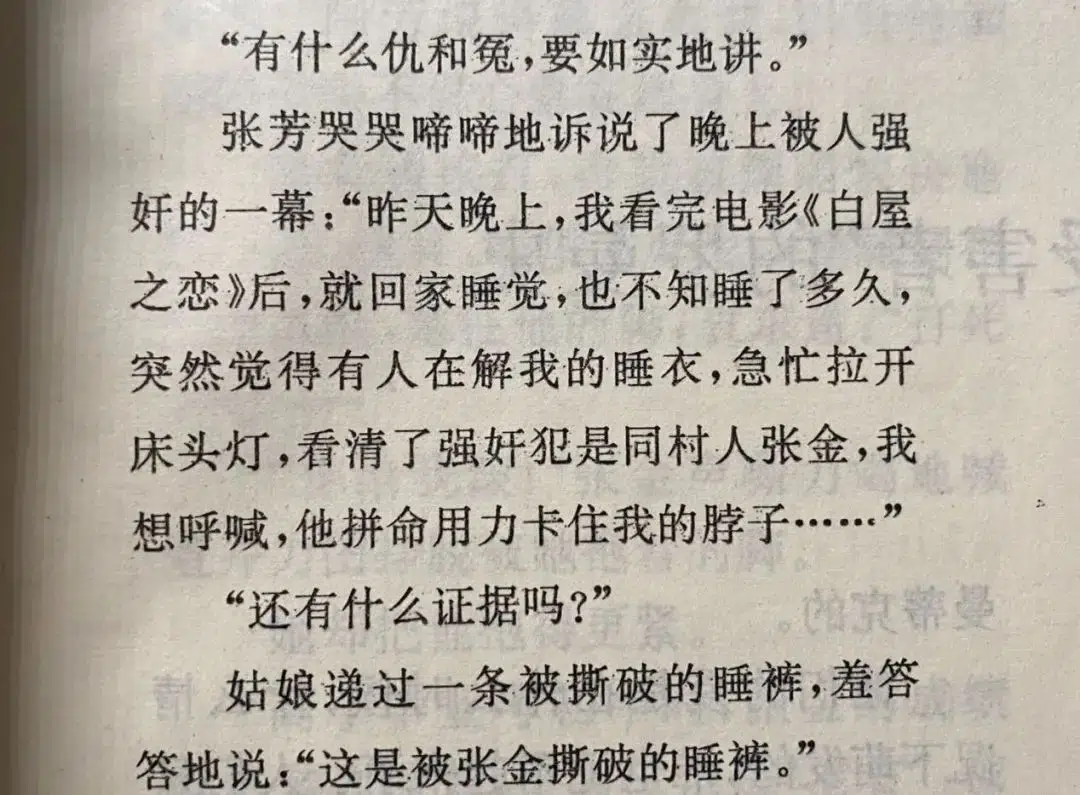 “有什么仇和冤,要如实地讲。”
张芳哭哭啼啼地诉说了晚上被人强
奸的一幕:“昨天晚上,我看完电影《白屋
之恋》后,就回家睡觉,也不知睡了多久,
突然觉得有人在解我的睡衣,急忙拉开
床头灯,看清了强奸犯是同村人张金,我
想呼喊,他拼命用力卡住我的脖子……”
“还有什么证据吗?”
姑娘递过一条被撕破的睡裤,羞答
答地说:“这是被张金撕破的睡裤。”